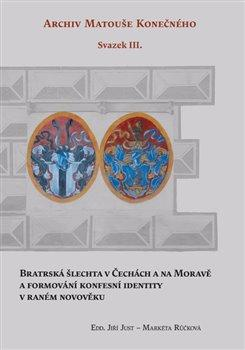 Archiv Matouše Konečného
Svazek III.
Bratrská šlechta v Čechách a na Moravě
a formování konfesní identity
v raném novověku
Edd. Jiří Just – Markéta Růčková